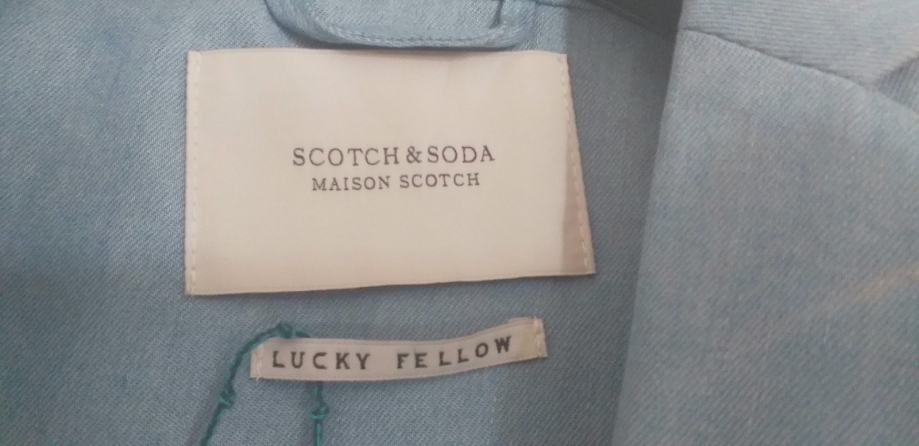 SCOTCH & SODA
MAISON SCOTCH
LUCKY FELLOW